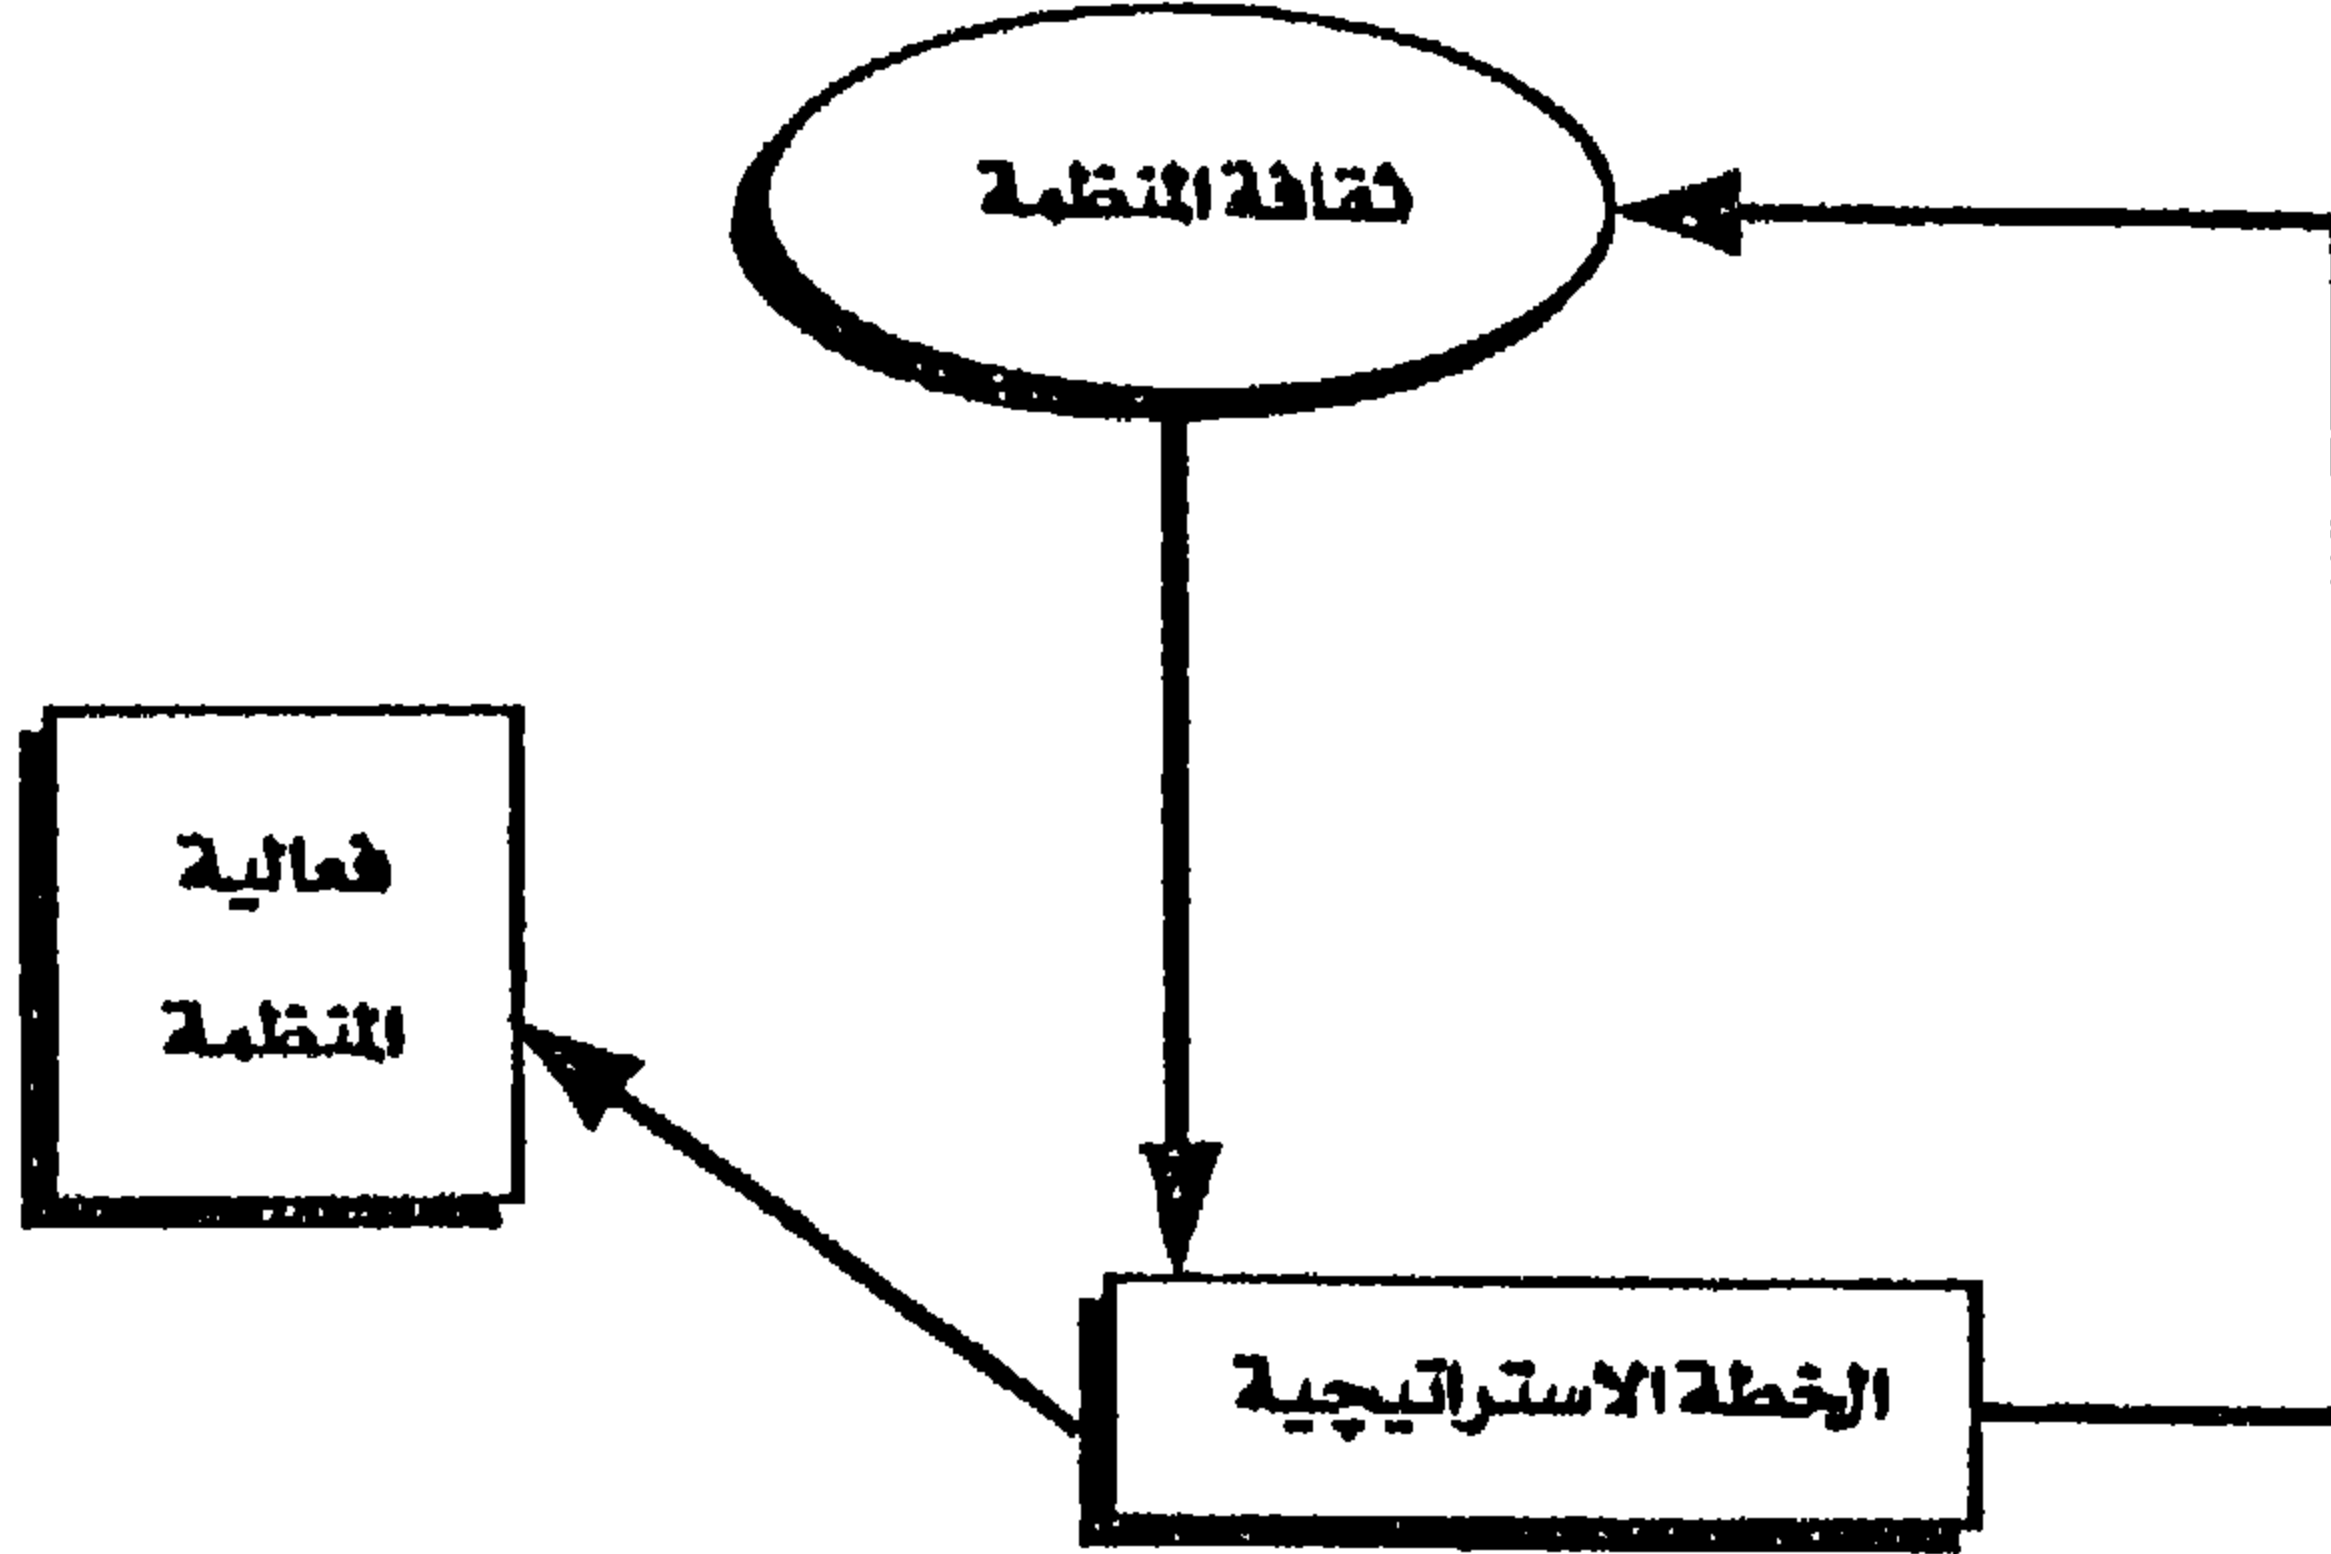 ثقافة المنظمة
فعالية
المنظمة
الخطة الاستراتيجية